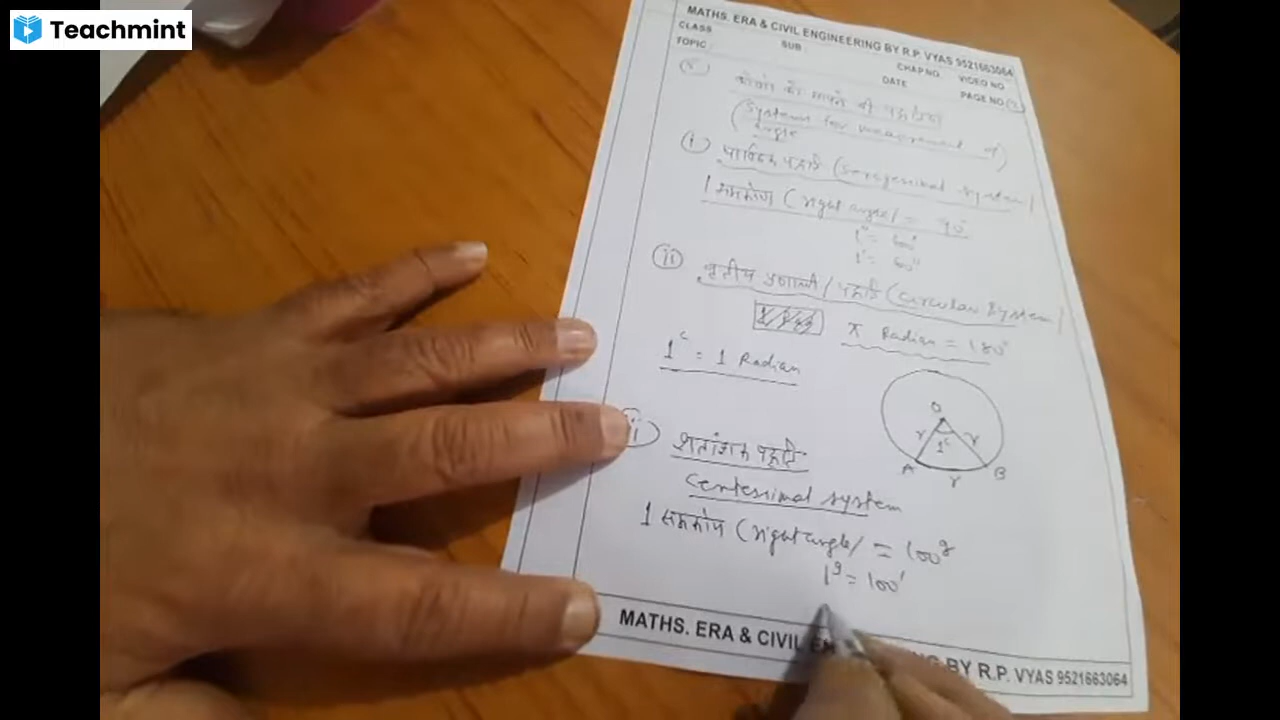 Teachmint
MATHS. ERA & CIVIL ENGINEERING BY R.P. VYAS 9521663064
CLASS SUB CHAP NO VIDEO NO
TOPIC DATE PAGE NO (2)
कोणों को मापने की पद्धतियां
(Systems for measurement of
angle)
(i) षाष्टिक पद्धति (Sexagesimal System)
1 समकोण (right angle) = 90°
1° = 60'
1' = 60"
(ii) वृत्तीय प्रणाली / पद्धति (Circular System)
π Radian = 180°
1ᶜ = 1 Radian
O
r 1ᶜ r
A r B
शतांशक पद्धति
Centesimal system
1 समकोण (right angle) = 100ᵍ
1ᵍ = 100'
MATHS. ERA & CIVIL EN ING BY R.P. VYAS 9521663064